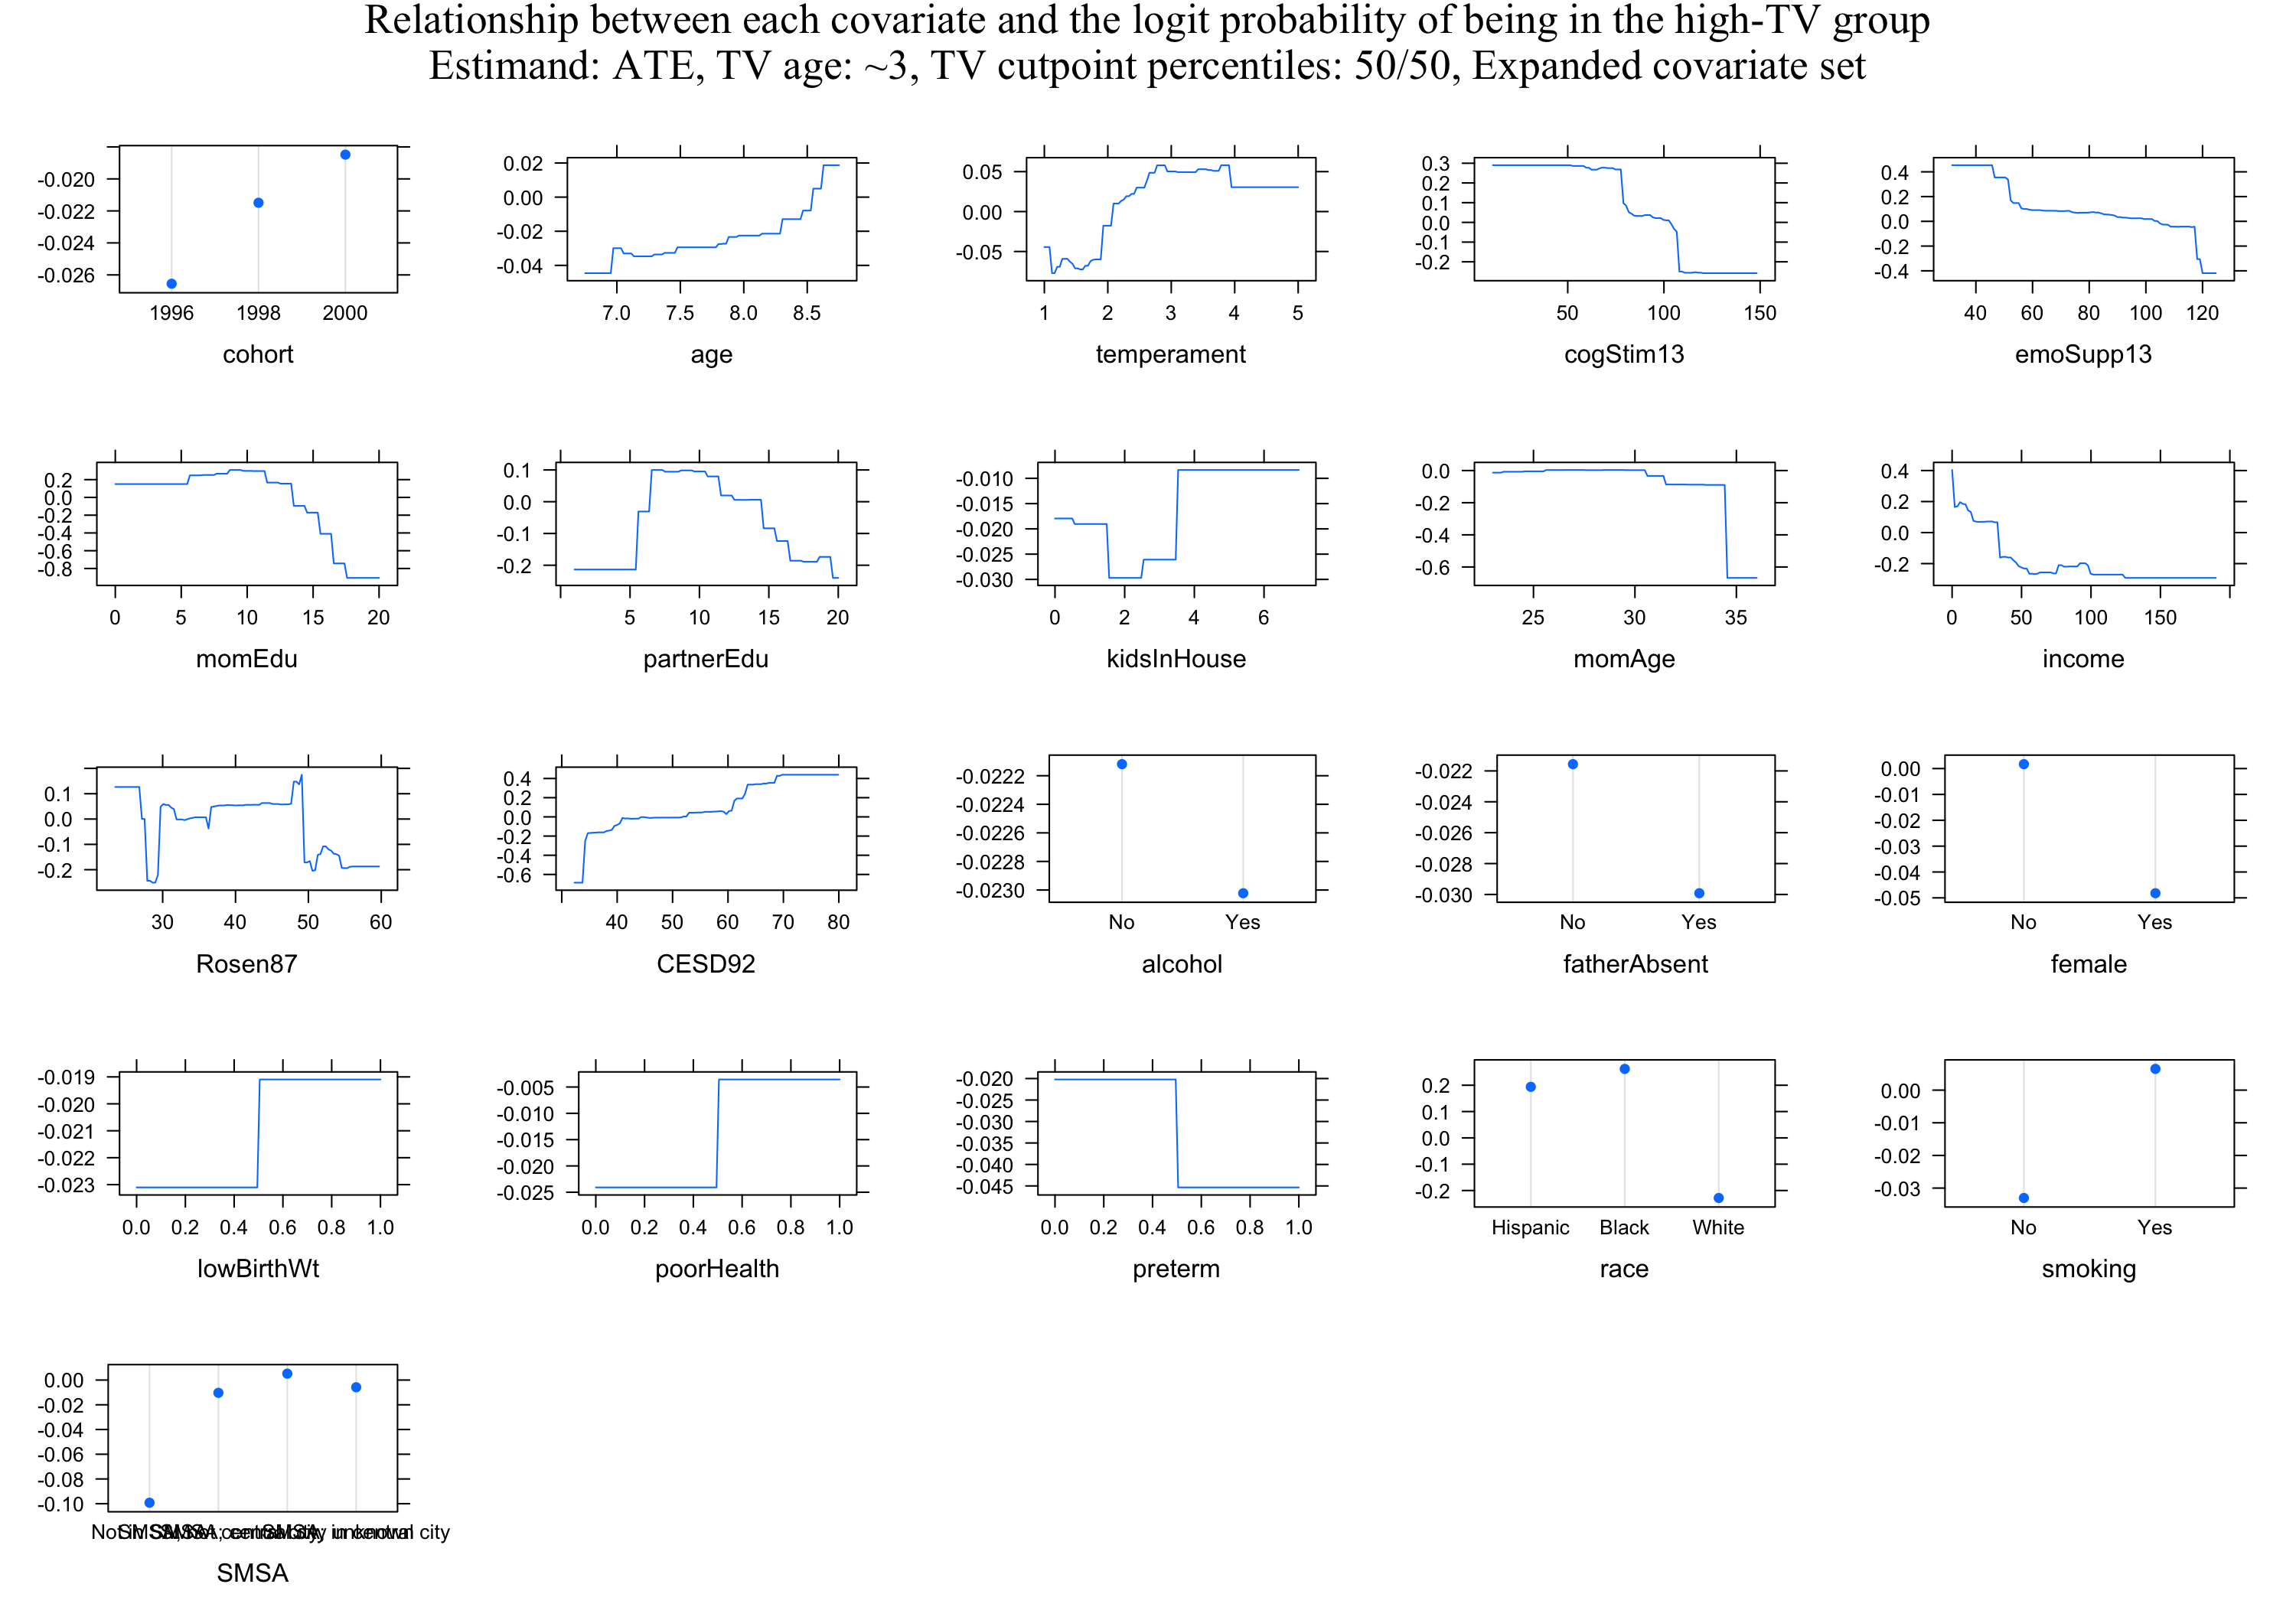 Relationship between each covariate and the logit probability of being in the high-TV group
Estimand: ATE, TV age: ~3, TV cutpoint percentiles: 50/50, Expanded covariate set
-0.020
-0.022
-0.024
-0.026
1996 1998 2000
cohort
0.02
0.00
-0.02
-0.04
7.0 7.5 8.0 8.5
age
0.05
0.00
-0.05
1 2 3 4 5
temperament
0.3
0.2
0.1
0.0
-0.1
-0.2
50 100 150
cogStim13
0.4
0.2
0.0
-0.2
-0.4
40 60 80 100 120
emoSupp13
0.2
0.0
-0.2
-0.4
-0.6
-0.8
0 5 10 15 20
momEdu
0.1
0.0
-0.1
-0.2
5 10 15 20
partnerEdu
-0.010
-0.015
-0.020
-0.025
-0.030
0 2 4 6
kidsInHouse
0.0
-0.2
-0.4
-0.6
25 30 35
momAge
0.4
0.2
0.0
-0.2
0 50 100 150
income
0.1
0.0
-0.1
-0.2
30 40 50 60
Rosen87
0.4
0.2
0.0
-0.2
-0.4
-0.6
40 50 60 70 80
CESD92
-0.0222
-0.0224
-0.0226
-0.0228
-0.0230
No Yes
alcohol
-0.022
-0.024
-0.026
-0.028
-0.030
No Yes
fatherAbsent
0.00
-0.01
-0.02
-0.03
-0.04
-0.05
No Yes
female
-0.019
-0.020
-0.021
-0.022
-0.023
0.0 0.2 0.4 0.6 0.8 1.0
lowBirthWt
-0.005
-0.010
-0.015
-0.020
-0.025
0.0 0.2 0.4 0.6 0.8 1.0
poorHealth
-0.020
-0.025
-0.030
-0.035
-0.040
-0.045
0.0 0.2 0.4 0.6 0.8 1.0
preterm
0.2
0.1
0.0
-0.1
-0.2
Hispanic Black White
race
0.00
-0.01
-0.02
-0.03
No Yes
smoking
0.00
-0.02
-0.04
-0.06
-0.08
-0.10
city
SMSA